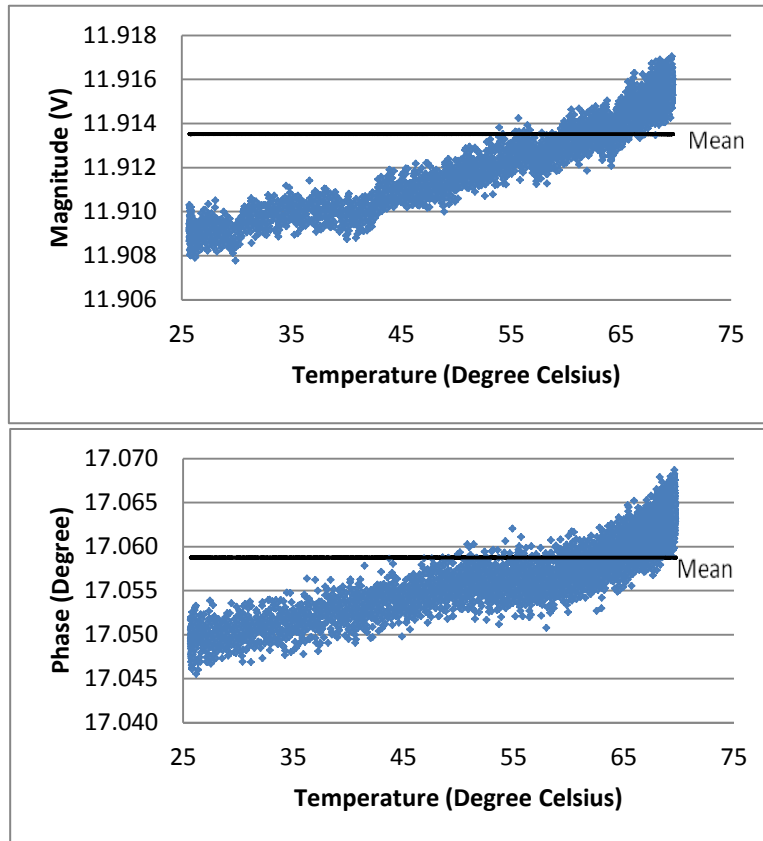 11.918
11.916
11.914
11.912
11.910
11.908
11.906
Magnitude (V)
Mean
25 35 45 55 65 75
Temperature (Degree Celsius)
17.070
17.065
17.060
17.055
17.050
17.045
17.040
Phase (Degree)
Mean
25 35 45 55 65 75
Temperature (Degree Celsius)